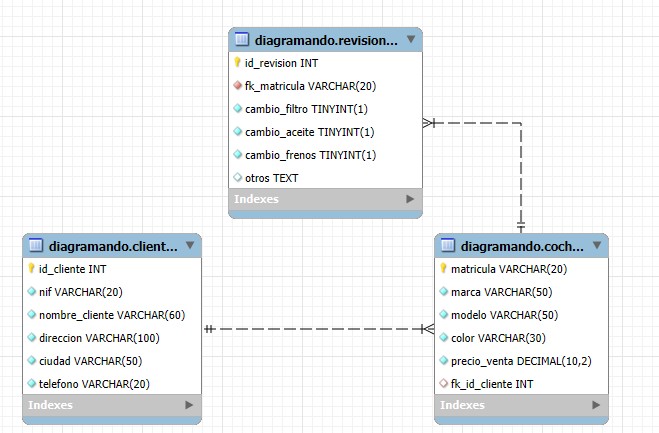 diagramando.revision...
id_revision INT
fk_matricula VARCHAR(20)
cambio_filtro TINYINT(1)
cambio_aceite TINYINT(1)
cambio_frenos TINYINT(1)
otros TEXT
Indexes
diagramando.client...
id_cliente INT
nif VARCHAR(20)
nombre_cliente VARCHAR(60)
direccion VARCHAR(100)
ciudad VARCHAR(50)
telefono VARCHAR(20)
Indexes
diagramando.coch...
matricula VARCHAR(20)
marca VARCHAR(50)
modelo VARCHAR(50)
color VARCHAR(30)
precio_venta DECIMAL(10,2)
fk_id_cliente INT
Indexes